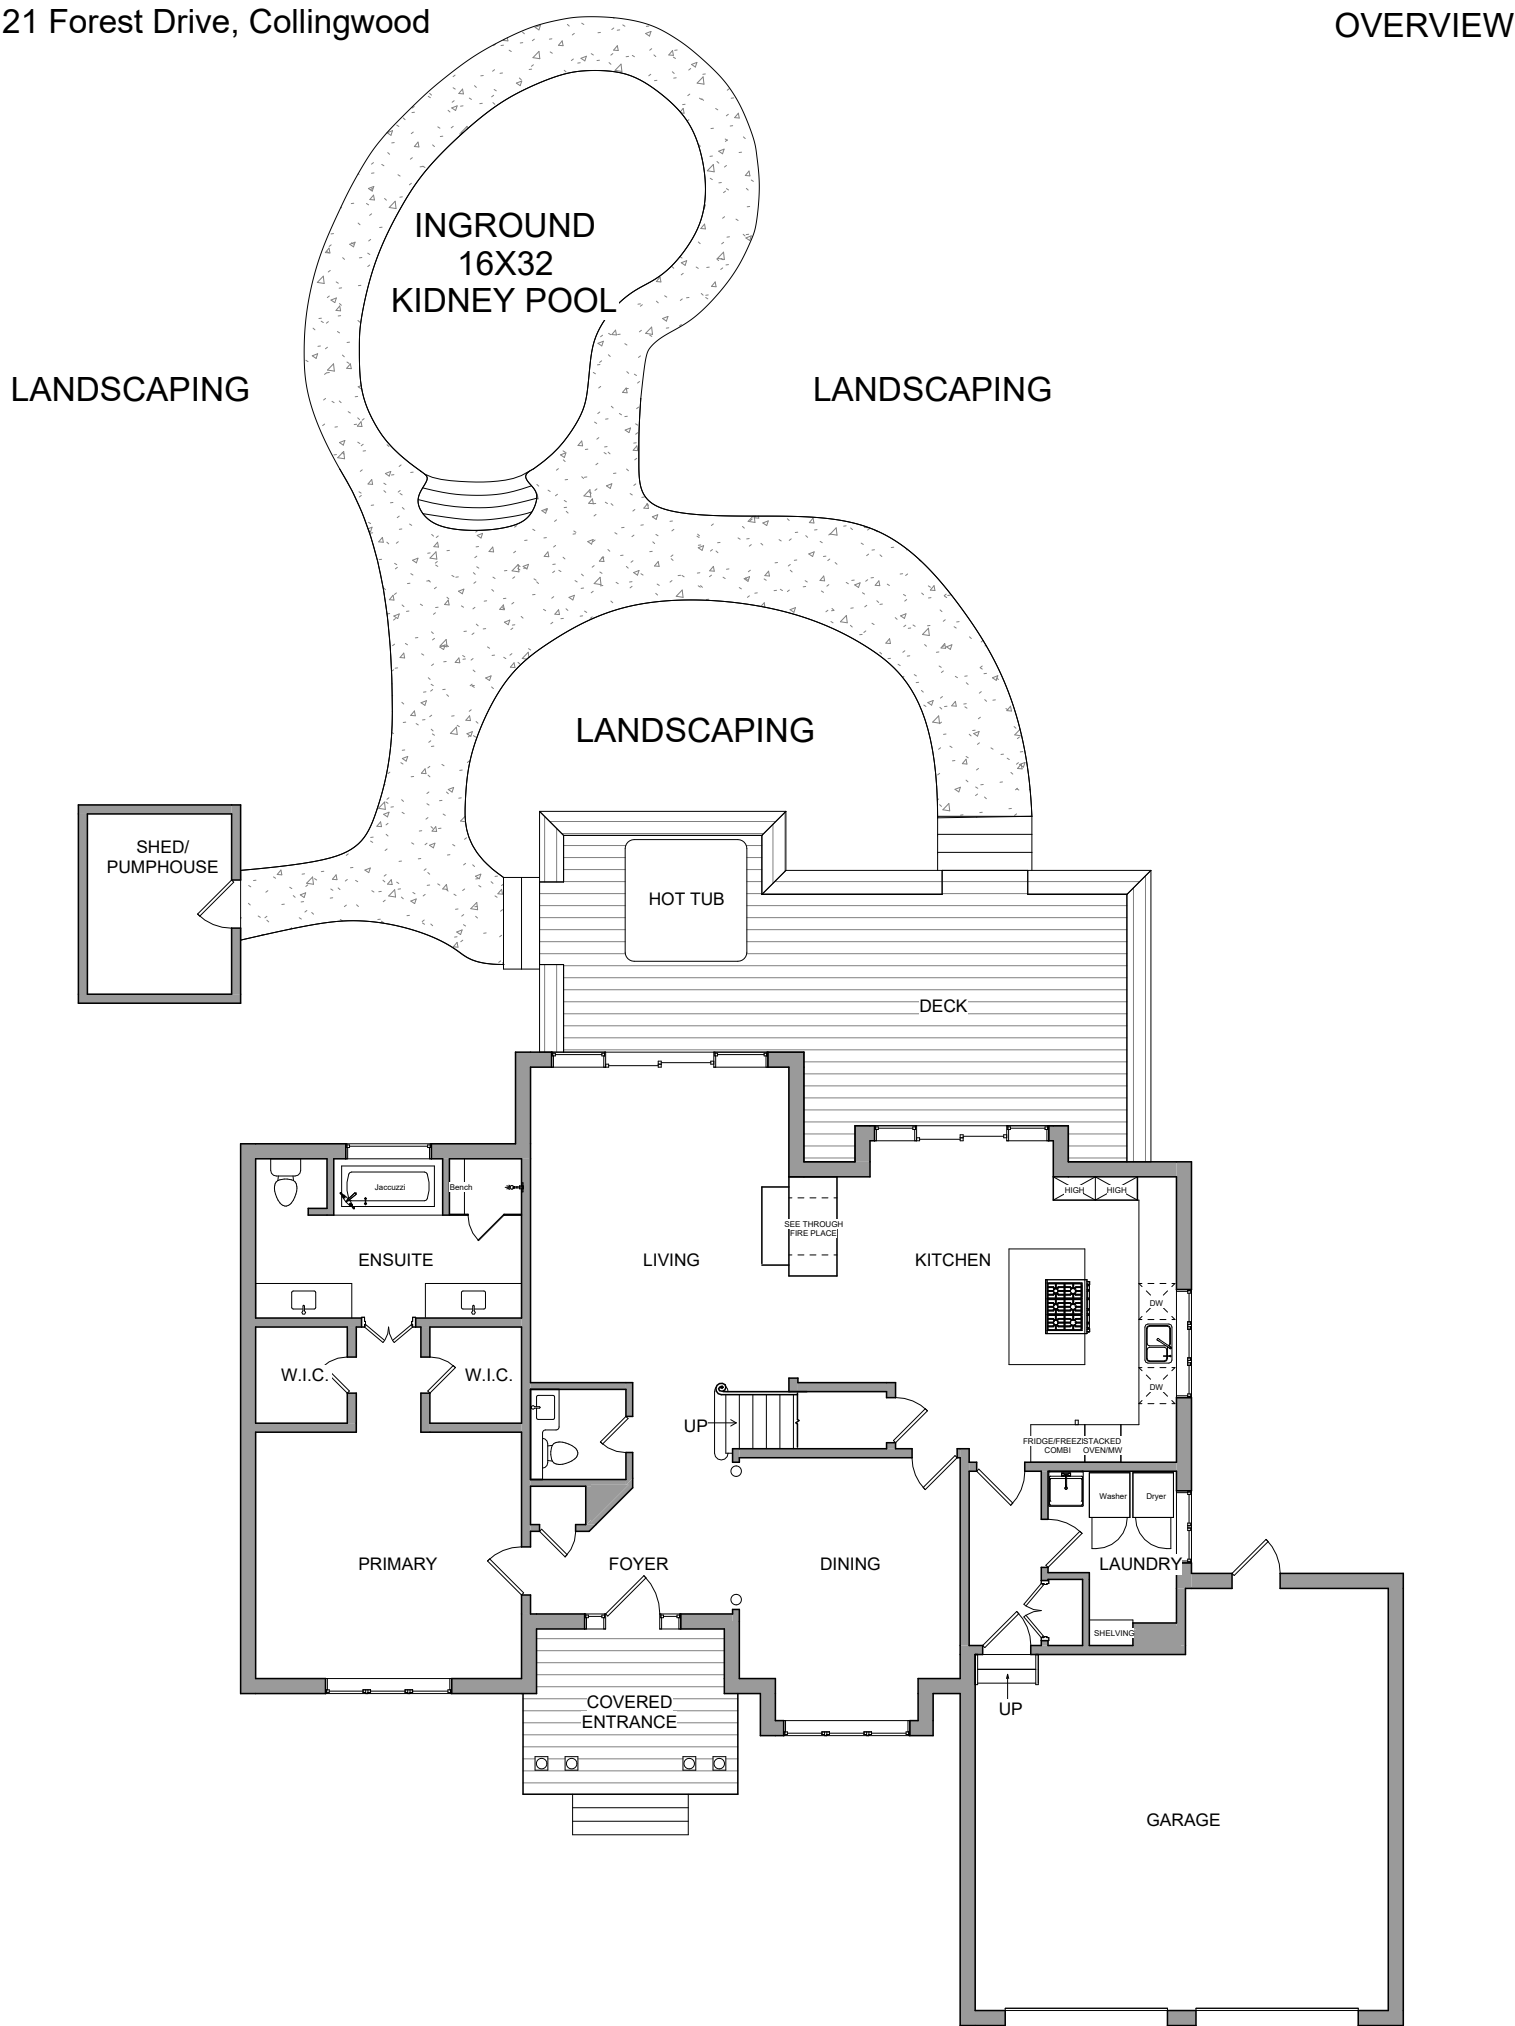 21 Forest Drive, Collingwood
OVERVIEW
INGROUND
16X32
KIDNEY POOL
LANDSCAPING
LANDSCAPING
LANDSCAPING
SHED/
PUMPHOUSE
HOT TUB
DECK
Jaccuzzi
Bench
HIGH
HIGH
SEE THROUGH
FIRE PLACE
ENSUITE
LIVING
KITCHEN
DW
W.I.C.
W.I.C.
DW
UP
FRIDGE/FREEZ
COMBI
STACKED
OVEN/MW
Washer
Dryer
PRIMARY
FOYER
DINING
LAUNDRY
SHELVING
COVERED
ENTRANCE
UP
GARAGE